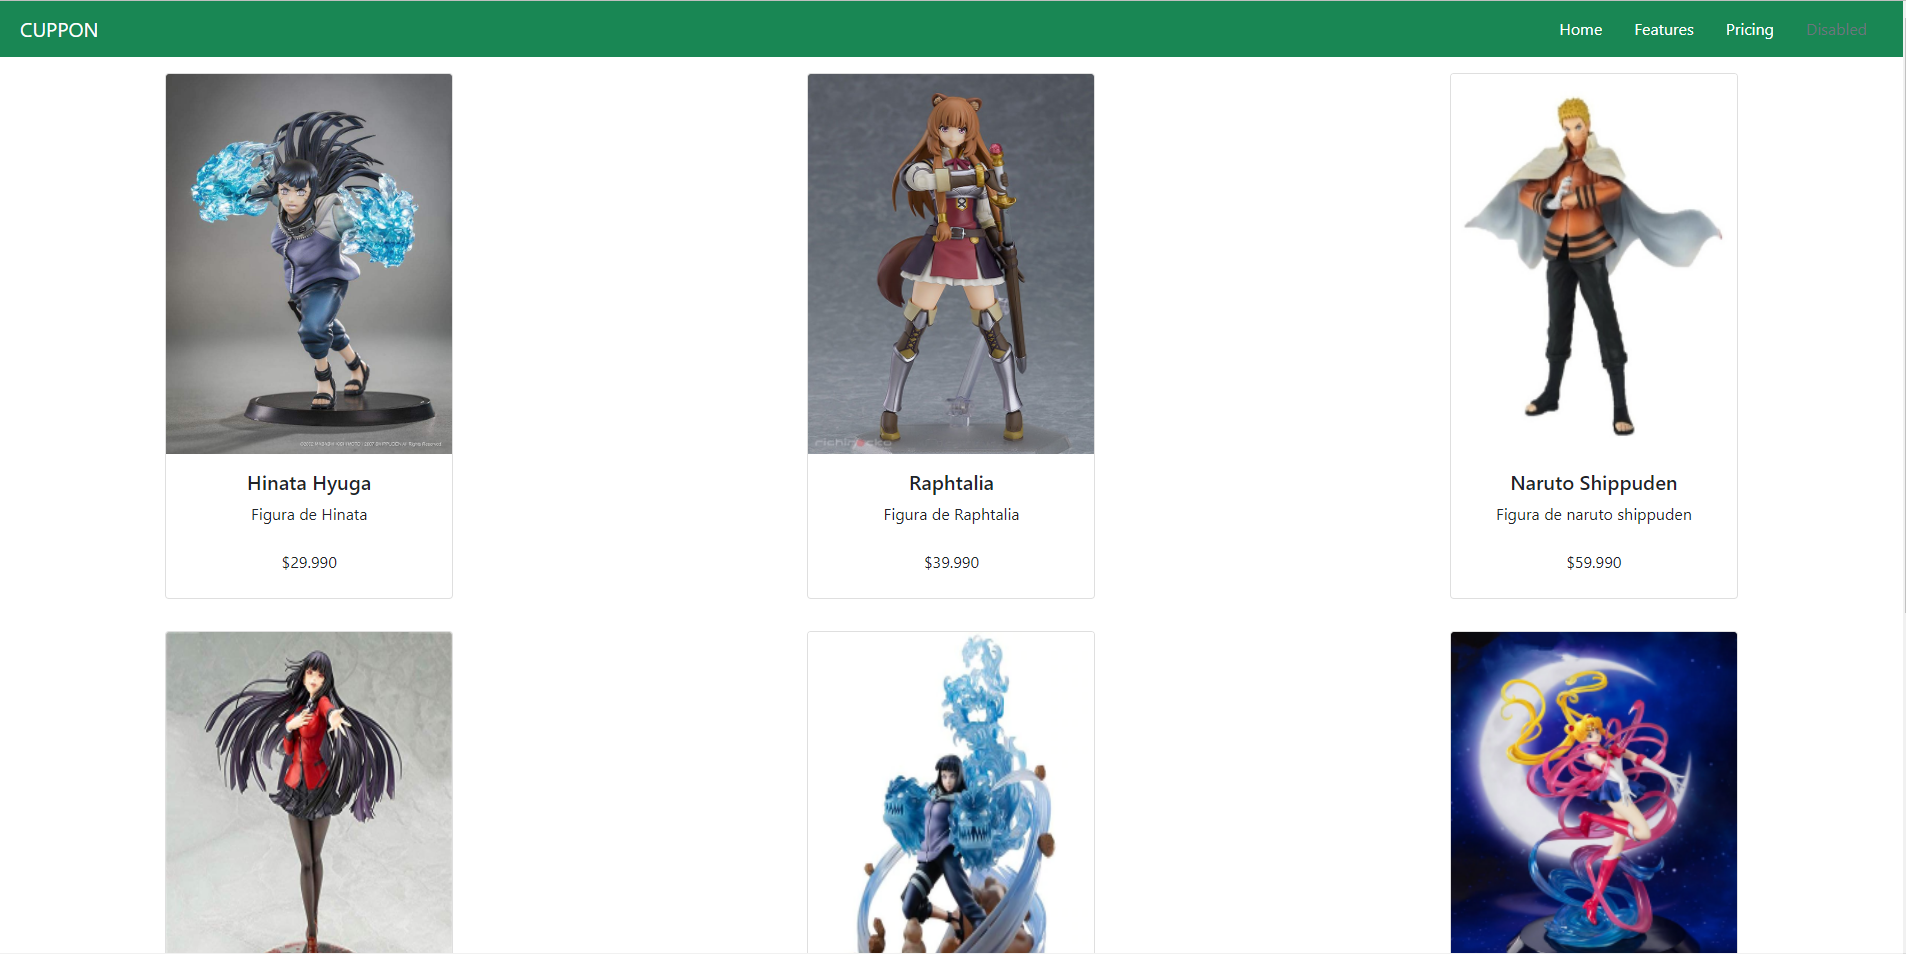 CUPPON
Home Features Pricing Disabled
Hinata Hyuga
Figura de Hinata
$29.990
Raphtalia
Figura de Raphtalia
$39.990
Naruto Shippuden
Figura de naruto shippuden
$59.990